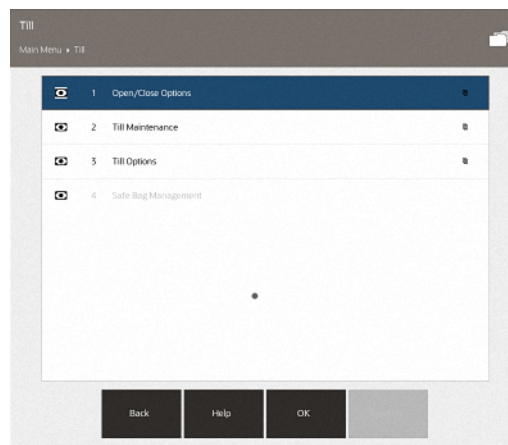 Till
Main Menu ▸ Till
1 Open/Close Options
2 Till Maintenance
3 Till Options
4 Safe Bag Management
Back Help OK